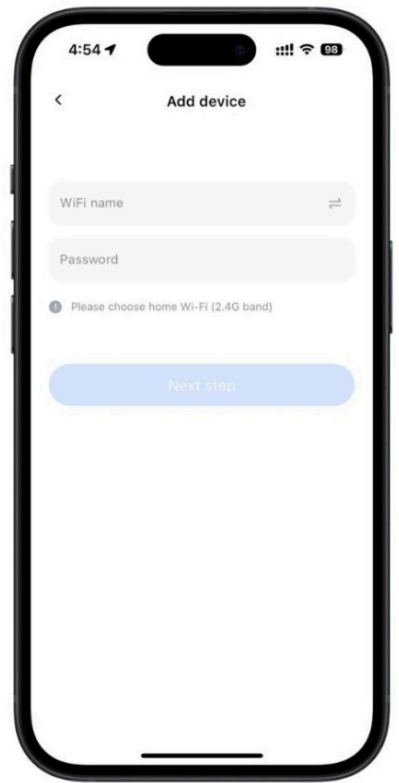 4:54
98
Add device
WiFi name
Password
Please choose home Wi-Fi (2.4G band)
Next step